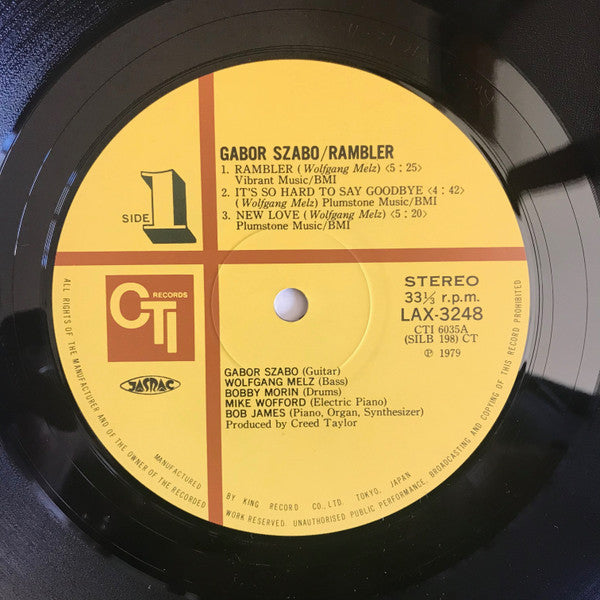 GABOR SZABO/RAMBLER
1. RAMBLER (Wolfgang Melz) <5:25>
Vibrant Music/BMI
2. IT'S SO HARD TO SAY GOODBYE <4:42>
(Wolfgang Melz) Plumstone Music/BMI
3. NEW LOVE (Wolfgang Melz) <5:20>
Plumstone Music/BMI
SIDE 1
CTI RECORDS
JASRAC
STEREO
33⅓ r.p.m.
LAX-3248
CTI 6035A
(SILB 198) CT
℗ 1979
GABOR SZABO (Guitar)
WOLFGANG MELZ (Bass)
BOBBY MORIN (Drums)
MIKE WOFFORD (Electric Piano)
BOB JAMES (Piano, Organ, Synthesizer)
Produced by Creed Taylor
MANUFACTURED BY KING RECORD CO., LTD. TOKYO, JAPAN
ALL RIGHTS OF THE MANUFACTURER AND OF THE OWNER OF THE RECORDED WORK RESERVED UNAUTHORISED PUBLIC PERFORMANCE, BROADCASTING AND COPYING OF THIS RECORD PROHIBITED